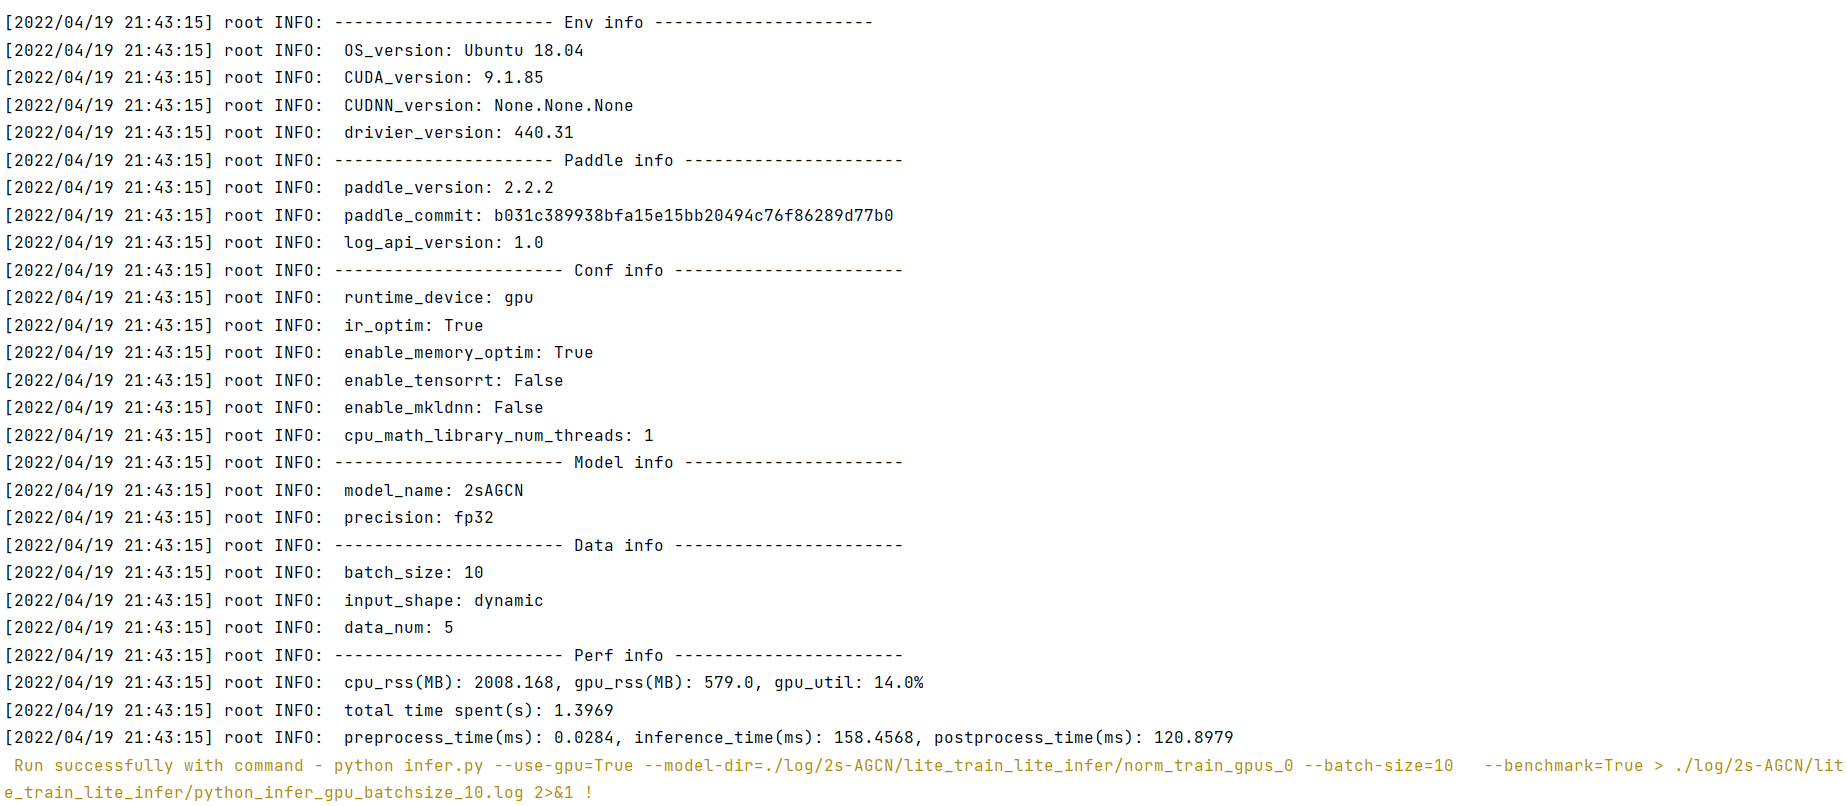 [2022/04/19 21:43:15] root INFO: ---------------------- Env info ----------------------
[2022/04/19 21:43:15] root INFO:  OS_version: Ubuntu 18.04
[2022/04/19 21:43:15] root INFO:  CUDA_version: 9.1.85
[2022/04/19 21:43:15] root INFO:  CUDNN_version: None.None.None
[2022/04/19 21:43:15] root INFO:  drivier_version: 440.31
[2022/04/19 21:43:15] root INFO: ---------------------- Paddle info ----------------------
[2022/04/19 21:43:15] root INFO:  paddle_version: 2.2.2
[2022/04/19 21:43:15] root INFO:  paddle_commit: b031c389938bfa15e15bb20494c76f86289d77b0
[2022/04/19 21:43:15] root INFO:  log_api_version: 1.0
[2022/04/19 21:43:15] root INFO: ----------------------- Conf info -----------------------
[2022/04/19 21:43:15] root INFO:  runtime_device: gpu
[2022/04/19 21:43:15] root INFO:  ir_optim: True
[2022/04/19 21:43:15] root INFO:  enable_memory_optim: True
[2022/04/19 21:43:15] root INFO:  enable_tensorrt: False
[2022/04/19 21:43:15] root INFO:  enable_mkldnn: False
[2022/04/19 21:43:15] root INFO:  cpu_math_library_num_threads: 1
[2022/04/19 21:43:15] root INFO: ----------------------- Model info ----------------------
[2022/04/19 21:43:15] root INFO:  model_name: 2sAGCN
[2022/04/19 21:43:15] root INFO:  precision: fp32
[2022/04/19 21:43:15] root INFO: ----------------------- Data info -----------------------
[2022/04/19 21:43:15] root INFO:  batch_size: 10
[2022/04/19 21:43:15] root INFO:  input_shape: dynamic
[2022/04/19 21:43:15] root INFO:  data_num: 5
[2022/04/19 21:43:15] root INFO: ----------------------- Perf info -----------------------
[2022/04/19 21:43:15] root INFO:  cpu_rss(MB): 2008.168, gpu_rss(MB): 579.0, gpu_util: 14.0%
[2022/04/19 21:43:15] root INFO:  total time spent(s): 1.3969
[2022/04/19 21:43:15] root INFO:  preprocess_time(ms): 0.0284, inference_time(ms): 158.4568, postprocess_time(ms): 120.8979
 Run successfully with command - python infer.py --use-gpu=True --model-dir=./log/2s-AGCN/lite_train_lite_infer/norm_train_gpus_0 --batch-size=10   --benchmark=True > ./log/2s-AGCN/lit
e_train_lite_infer/python_infer_gpu_batchsize_10.log 2>&1 !